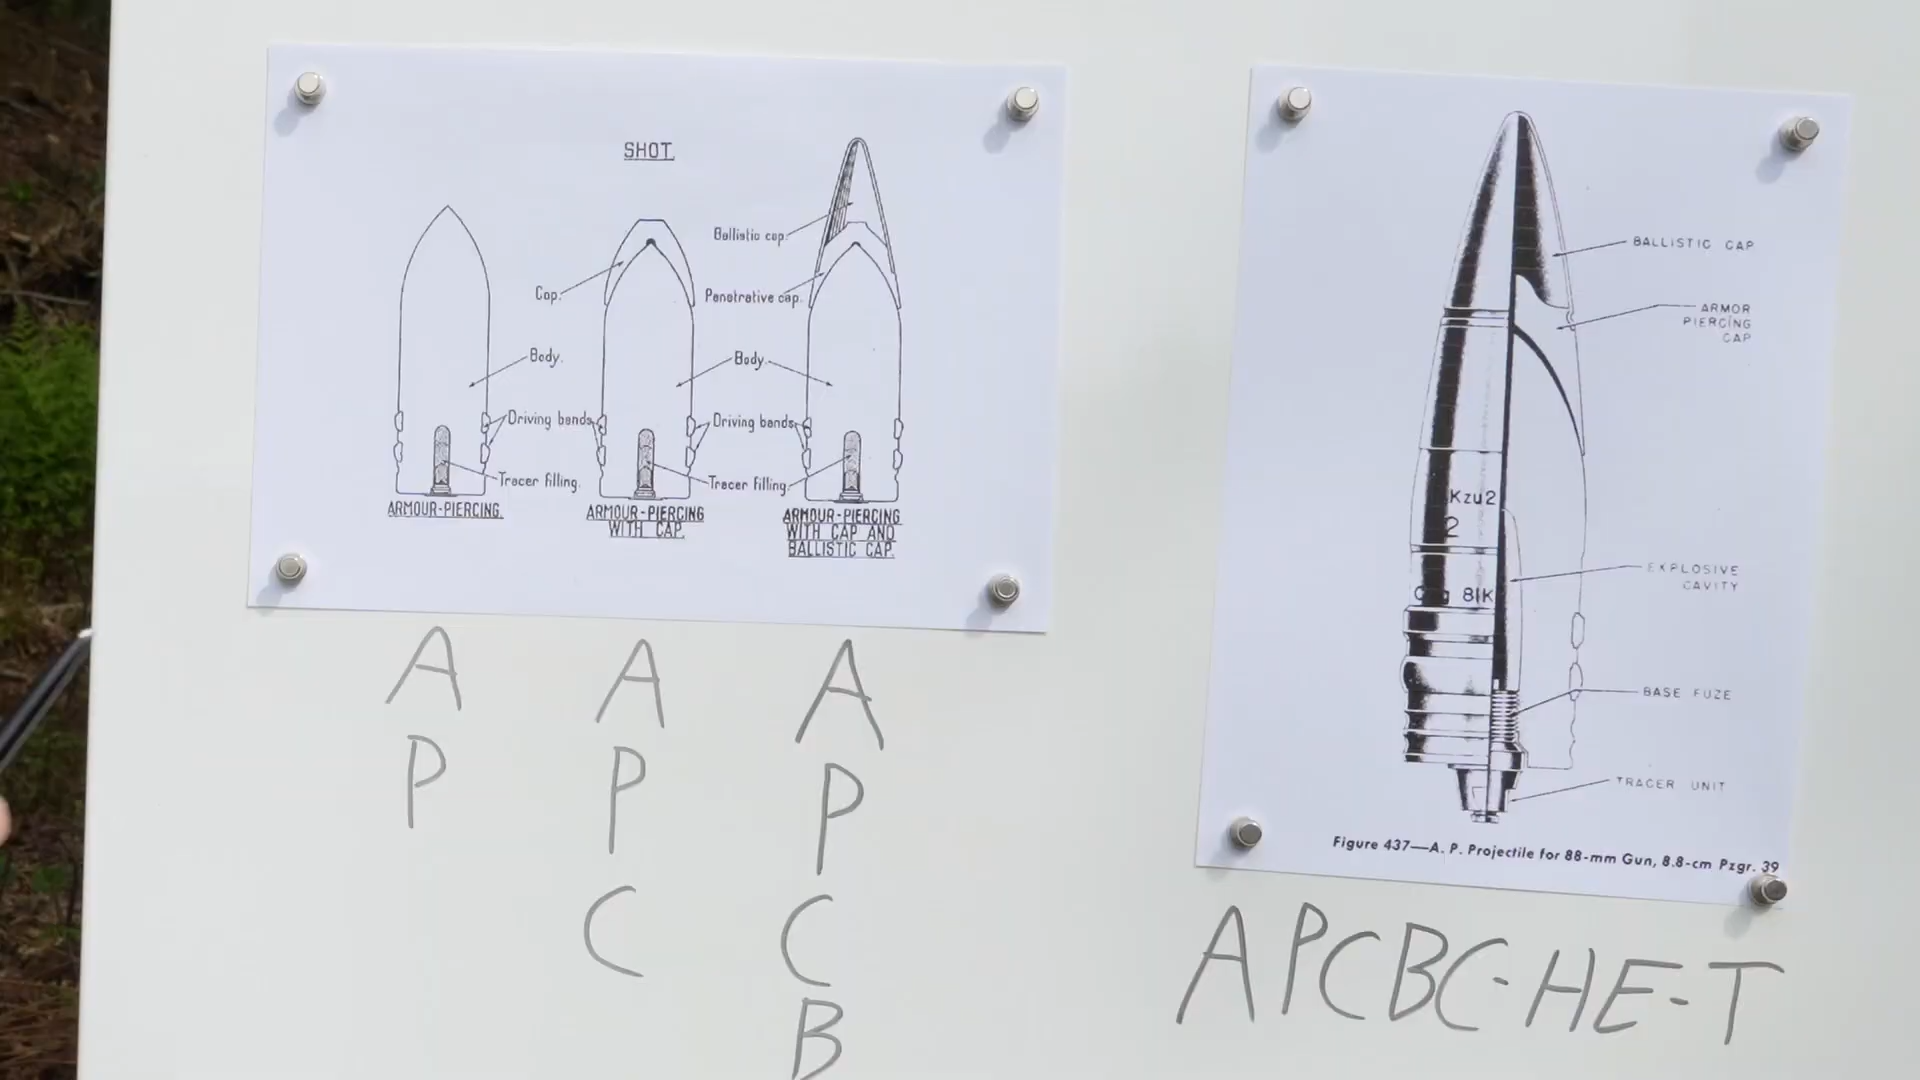 SHOT.
Ballistic cap.
Cap.
Penetrative cap.
Body.
Body.
Driving bands
Driving bands
Tracer filling.
Tracer filling.
ARMOUR-PIERCING.
ARMOUR-PIERCING
WITH CAP.
ARMOUR-PIERCING
WITH CAP AND
BALLISTIC CAP.
A
P
A
P
C
A
P
C
B
BALLISTIC CAP
ARMOR
PIERCING
CAP
Kzu2
2
81K
EXPLOSIVE
CAVITY
BASE FUZE
TRACER UNIT
Figure 437—A. P. Projectile for 88-mm Gun, 8.8-cm Pzgr. 39
APCBC-HE-T